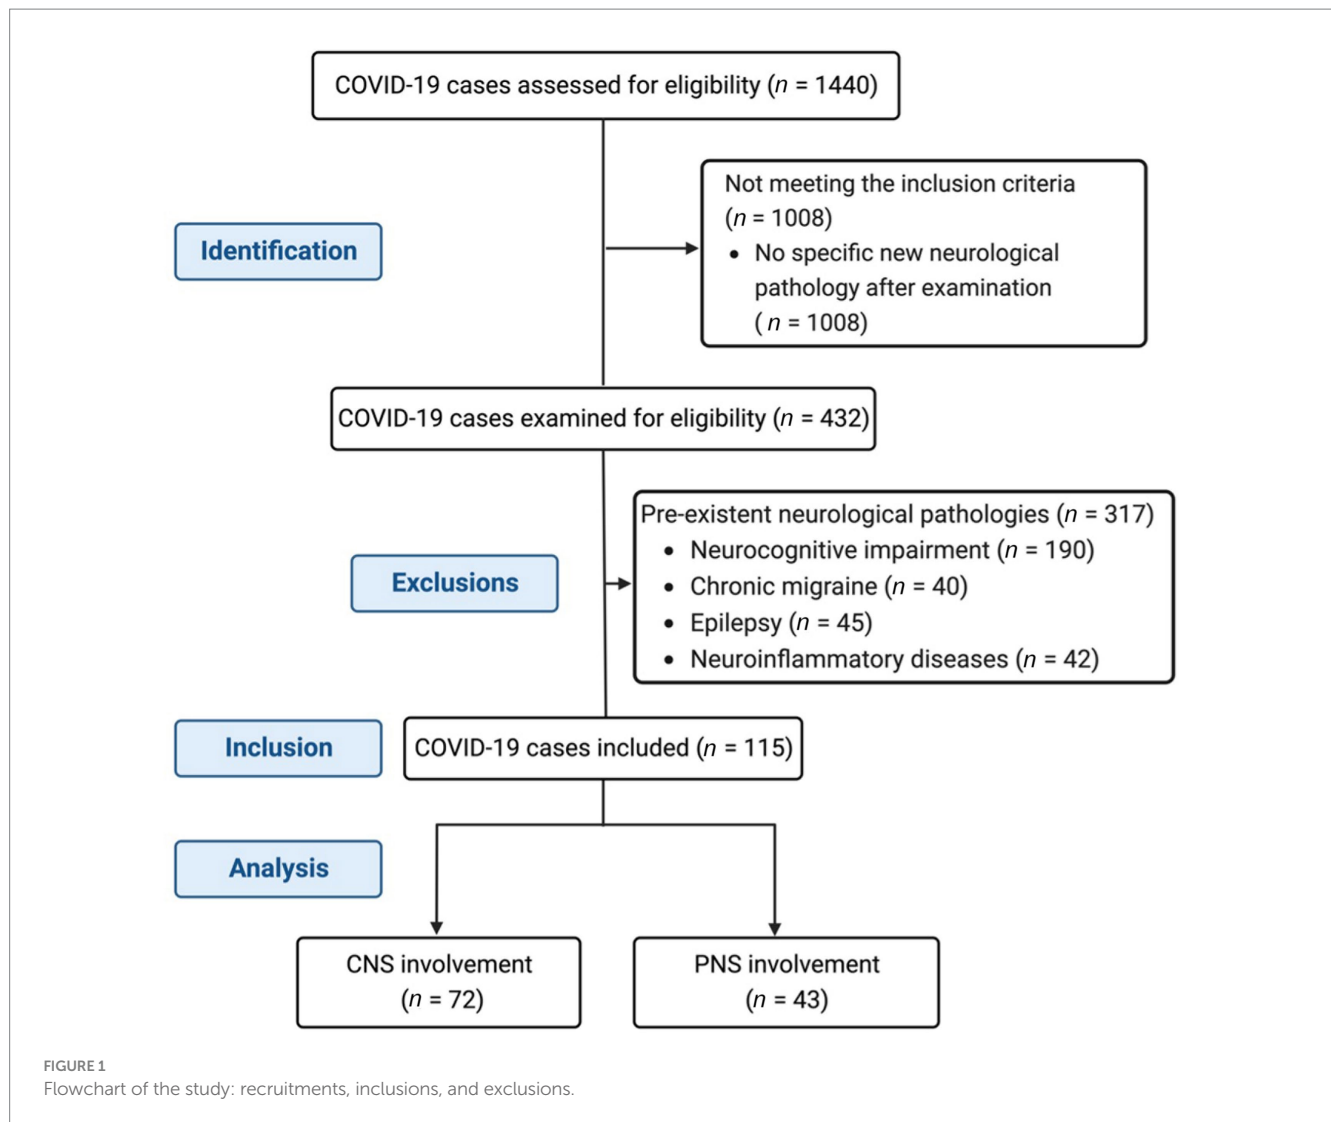 COVID-19 cases assessed for eligibility (n = 1440)
Not meeting the inclusion criteria
(n = 1008)
• No specific new neurological
pathology after examination
( n = 1008)
Identification
COVID-19 cases examined for eligibility (n = 432)
Pre-existent neurological pathologies (n = 317)
• Neurocognitive impairment (n = 190)
• Chronic migraine (n = 40)
• Epilepsy (n = 45)
• Neuroinflammatory diseases (n = 42)
Exclusions
Inclusion
COVID-19 cases included (n = 115)
Analysis
CNS involvement
(n = 72)
PNS involvement
(n = 43)
FIGURE 1
Flowchart of the study: recruitments, inclusions, and exclusions.